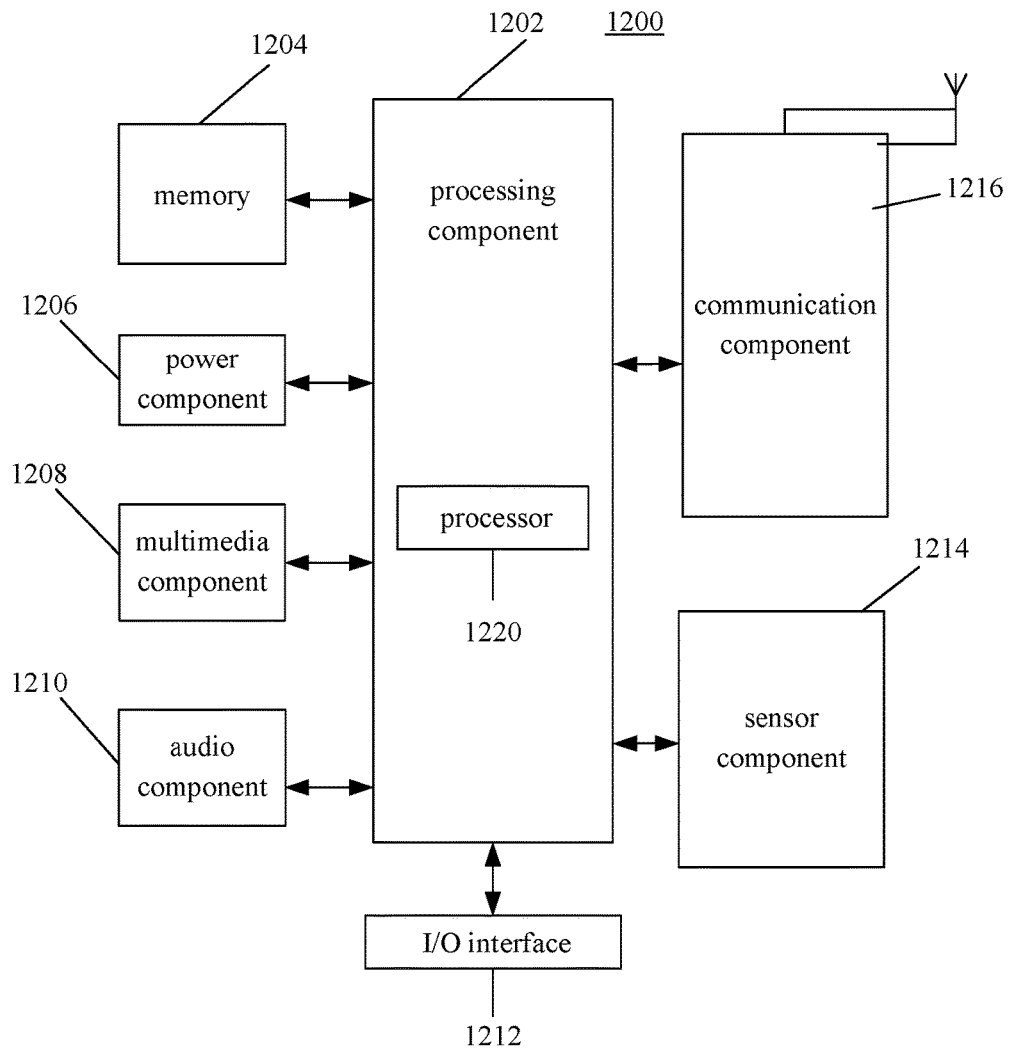 1202
1200
1204
memory
processing
component
1216
communication
component
1206
power
component
1208
multimedia
component
processor
1220
1214
1210
audio
component
sensor
component
I/O interface
1212